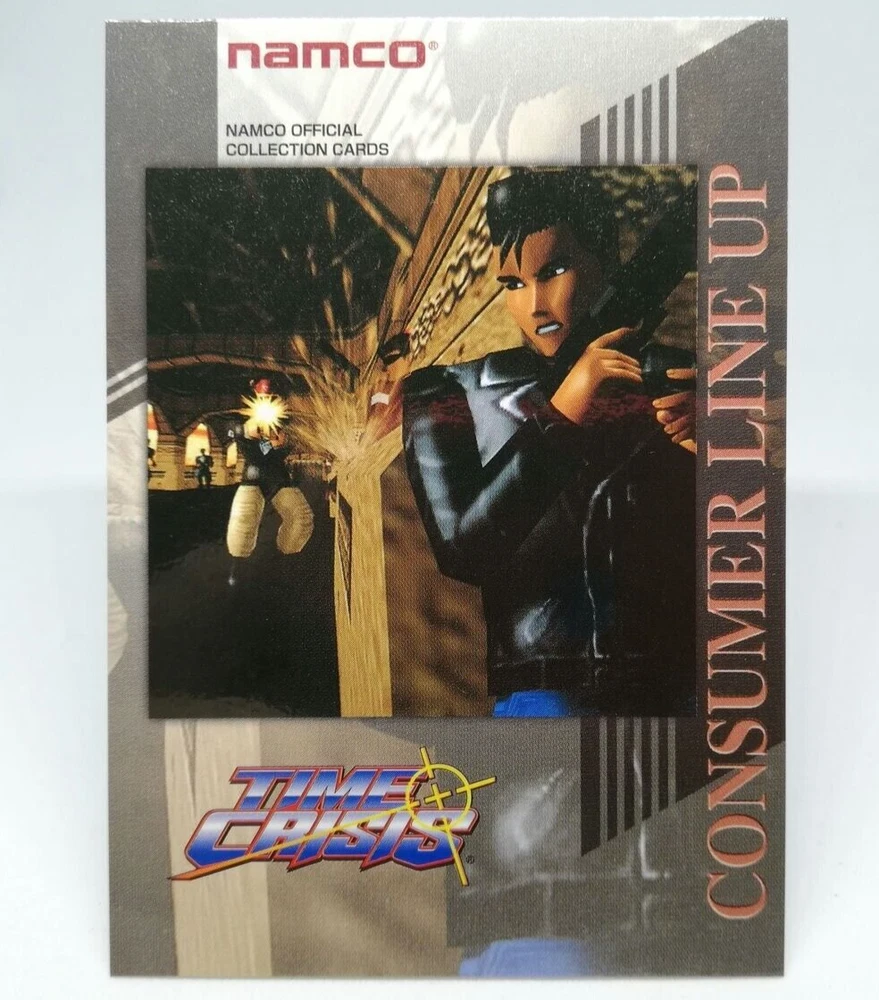 namco®
NAMCO OFFICIAL
COLLECTION CARDS
CONSUMER LINE UP
TIME
CRISIS®